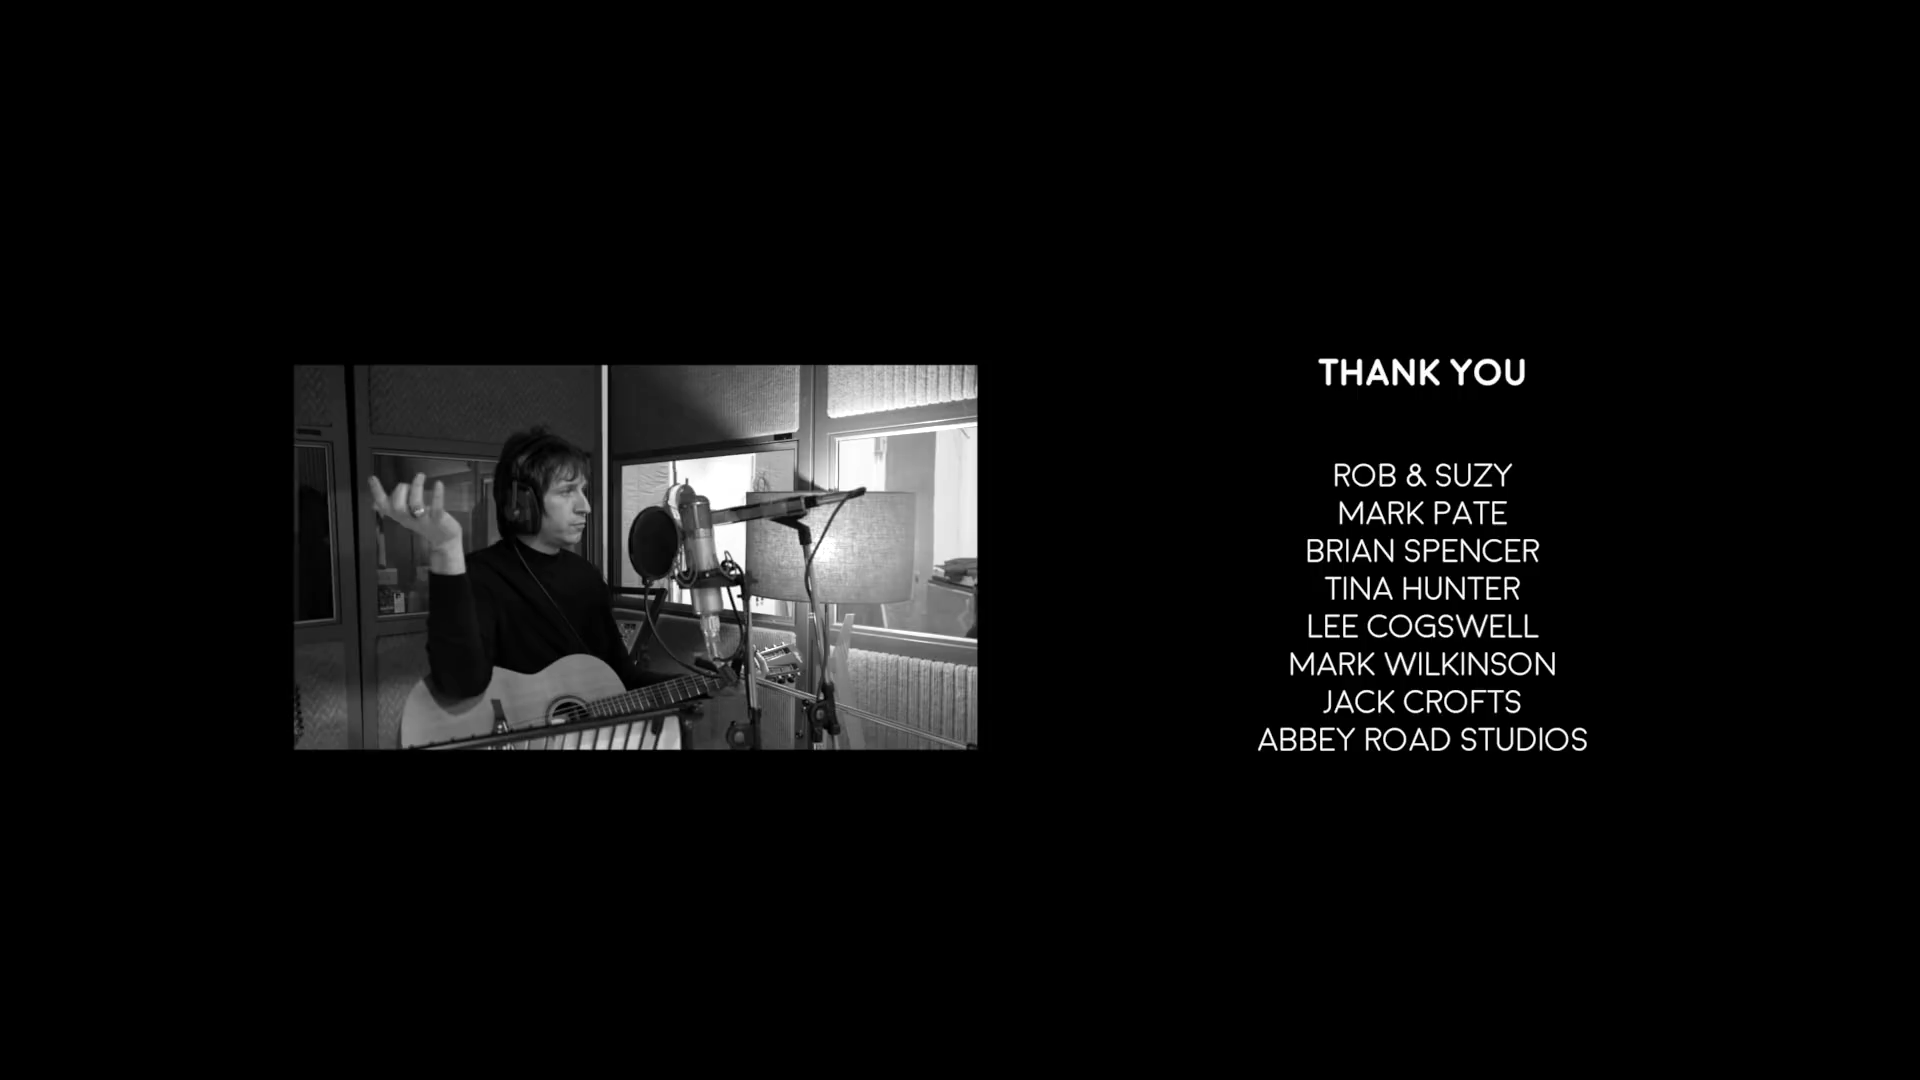 THANK YOU
ROB & SUZY
MARK PATE
BRIAN SPENCER
TINA HUNTER
LEE COGSWELL
MARK WILKINSON
JACK CROFTS
ABBEY ROAD STUDIOS